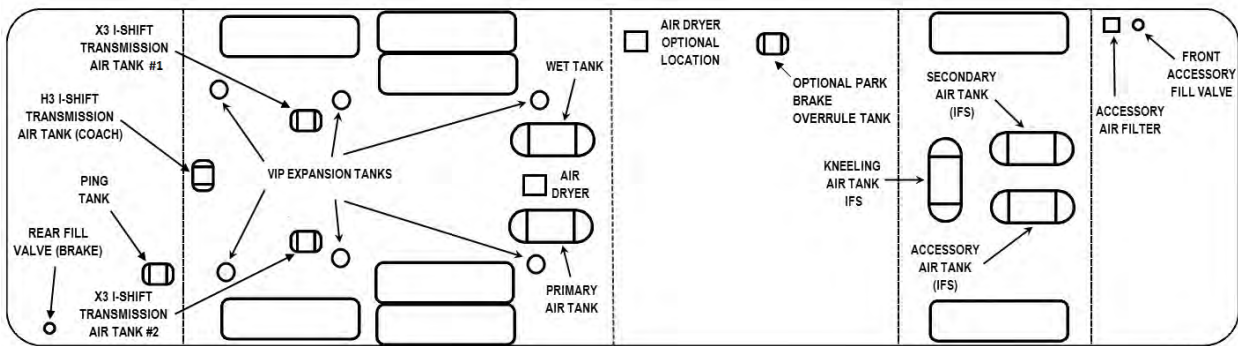 X3 I-SHIFT
TRANSMISSION
AIR TANK #1
H3 I-SHIFT
TRANSMISSION
AIR TANK (COACH)
PING
TANK
REAR FILL
VALVE (BRAKE)
X3 I-SHIFT
TRANSMISSION
AIR TANK #2
VIP EXPANSION TANKS
WET TANK
AIR
DRYER
PRIMARY
AIR TANK
AIR DRYER
OPTIONAL
LOCATION
OPTIONAL PARK
BRAKE
OVERRULE TANK
SECONDARY
AIR TANK
(IFS)
KNEELING
AIR TANK
IFS
ACCESSORY
AIR TANK
(IFS)
ACCESSORY
AIR FILTER
FRONT
ACCESSORY
FILL VALVE